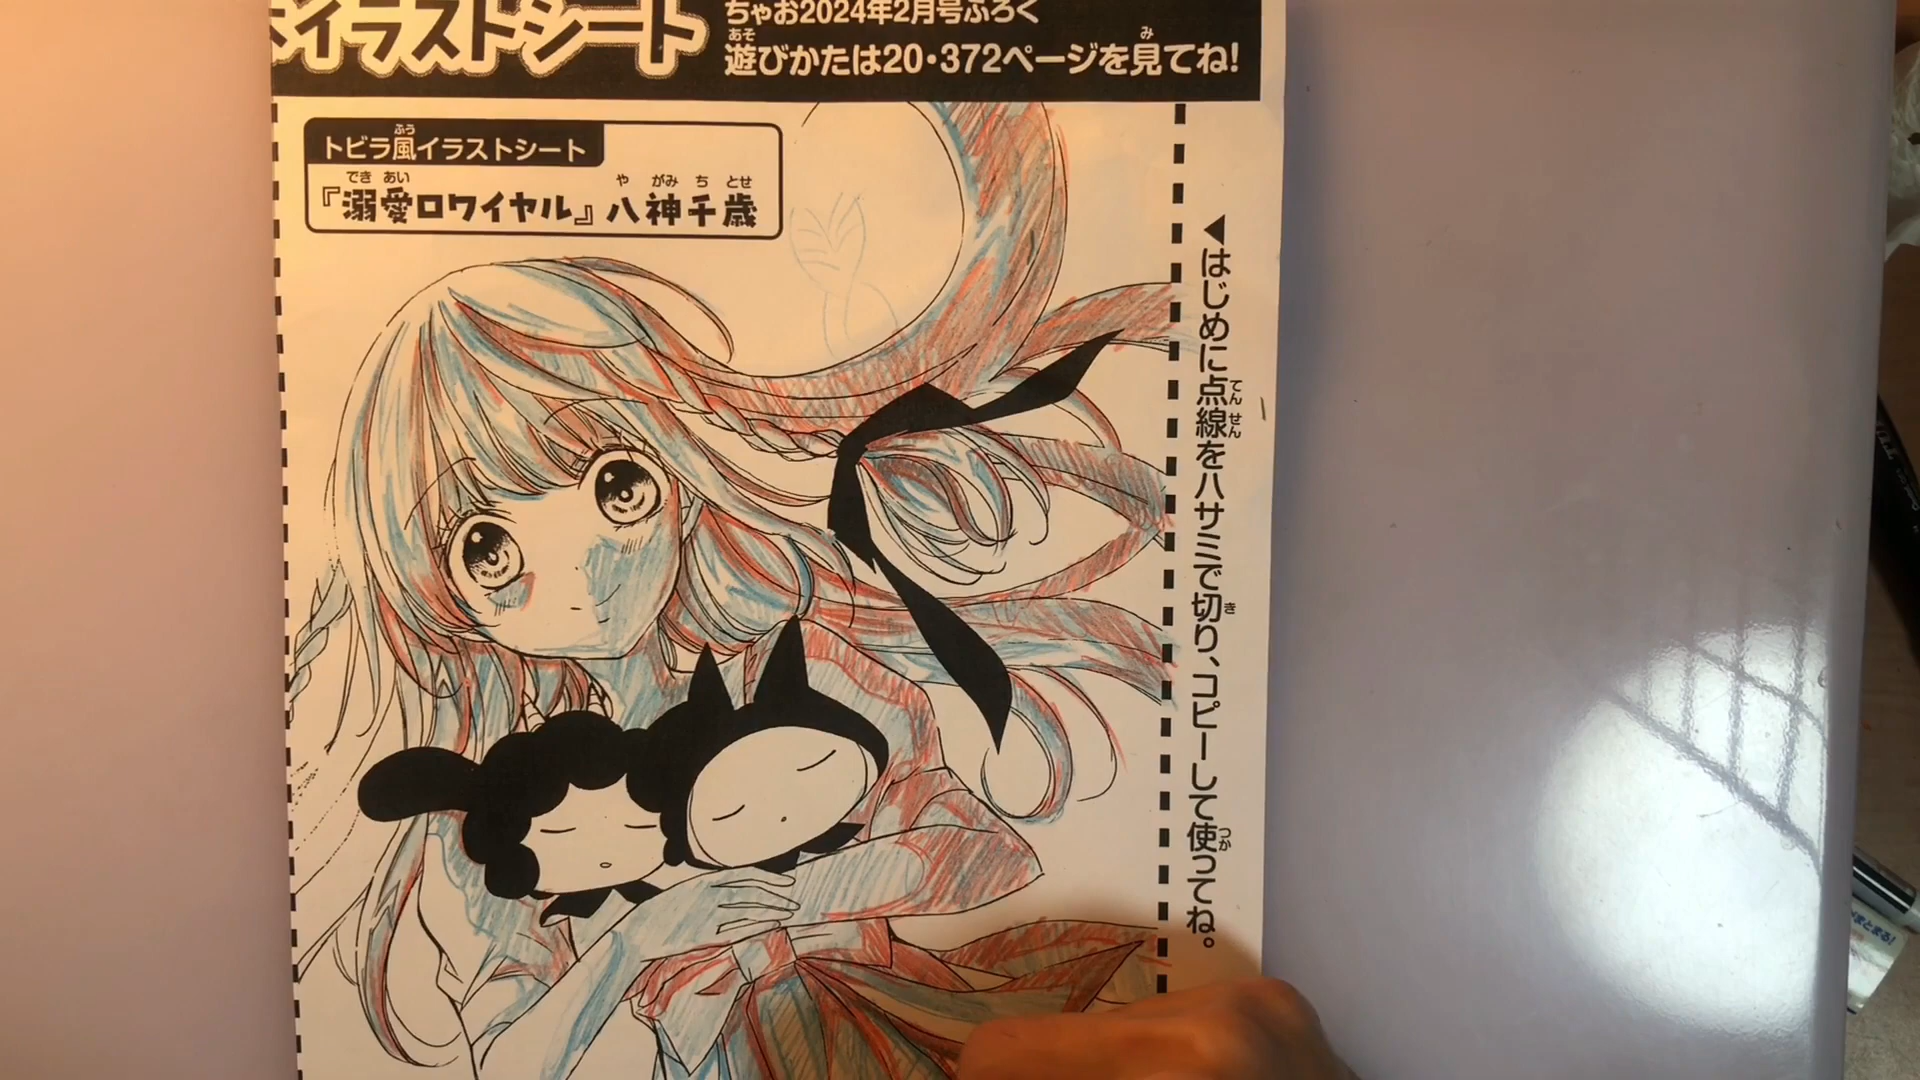 イラストシート
ちゃお2024年2月号ふろく
遊びかたは20・372ページを見てね!
トビラ風イラストシート
『溺愛ロワイヤル』 八神千歳
◀はじめに点線をハサミで切り、コピーして使ってね。